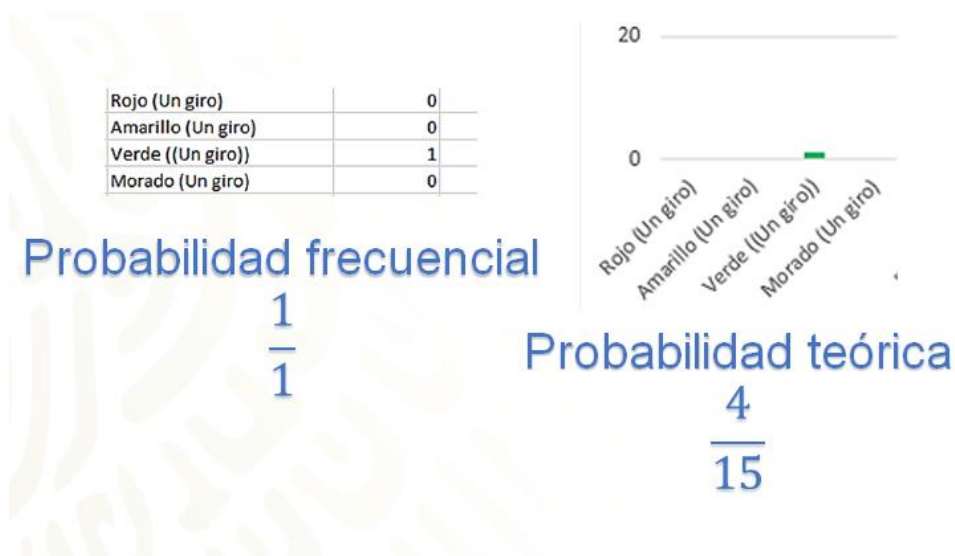 Rojo (Un giro) 0
Amarillo (Un giro) 0
Verde ((Un giro)) 1
Morado (Un giro) 0
Probabilidad frecuencial
1
1
20
0
Rojo (Un giro)
Amarillo (Un giro)
Verde ((Un giro))
Morado (Un giro)
Probabilidad teórica
4
15